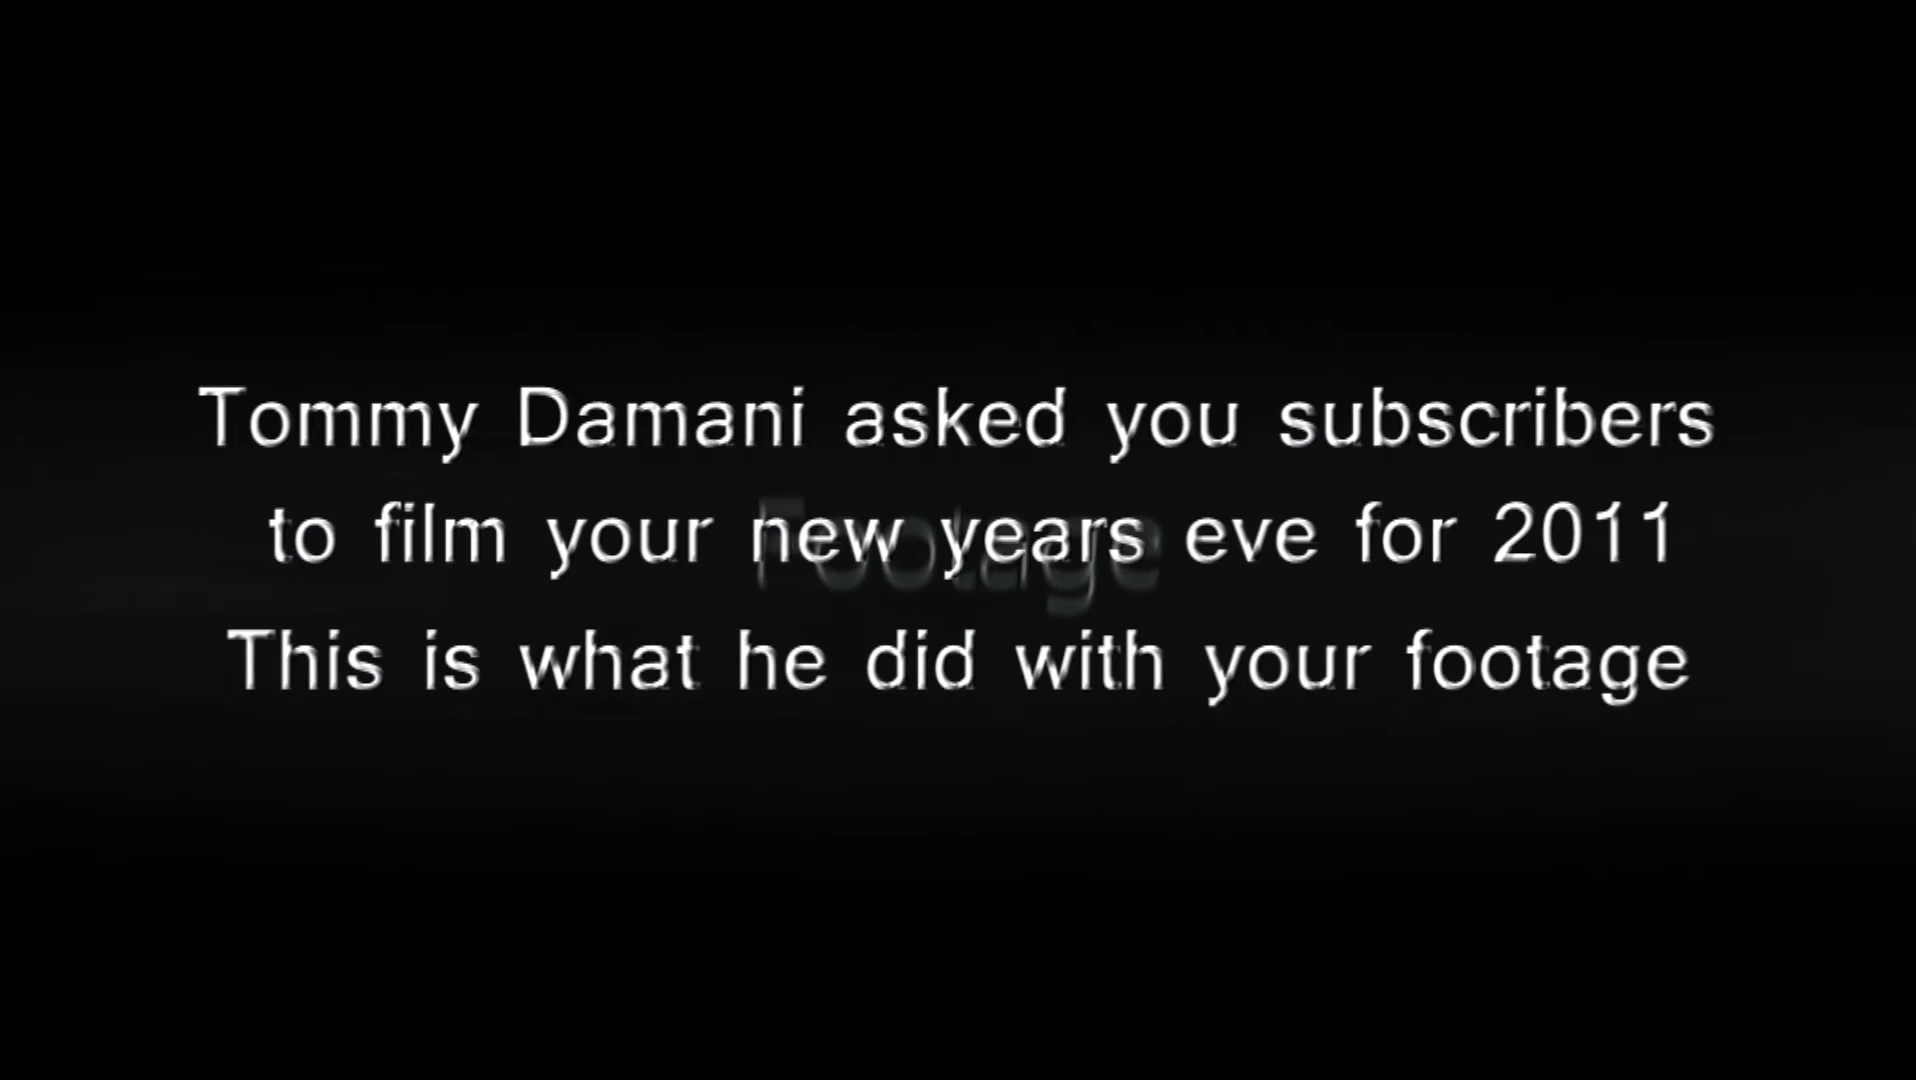 Tommy Damani asked you subscribers
to film your new years eve for 2011
Footage
This is what he did with your footage